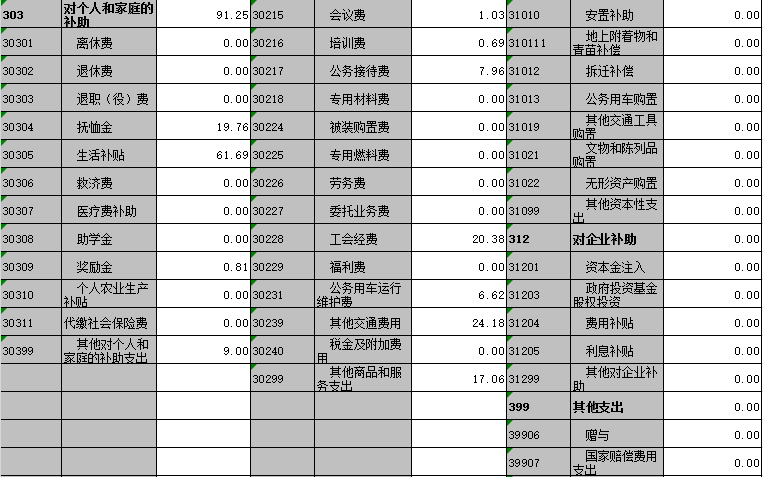 303 对个人和家庭的补助 91.25 30215 会议费 1.03 31010 安置补助 0.00
30301 离休费 0.00 30216 培训费 0.69 310111 地上附着物和青苗补偿 0.00
30302 退休费 0.00 30217 公务接待费 7.96 31012 拆迁补偿 0.00
30303 退职（役）费 0.00 30218 专用材料费 0.00 31013 公务用车购置 0.00
30304 抚恤金 19.76 30224 被装购置费 0.00 31019 其他交通工具购置 0.00
30305 生活补贴 61.69 30225 专用燃料费 0.00 31021 文物和陈列品购置 0.00
30306 救济费 0.00 30226 劳务费 0.00 31022 无形资产购置 0.00
30307 医疗费补助 0.00 30227 委托业务费 0.00 31099 其他资本性支出 0.00
30308 助学金 0.00 30228 工会经费 20.38 312 对企业补助 0.00
30309 奖励金 0.81 30229 福利费 0.00 31201 资本金注入 0.00
30310 个人农业生产补贴 0.00 30231 公务用车运行维护费 6.62 31203 政府投资基金股权投资 0.00
30311 代缴社会保险费 0.00 30239 其他交通费用 24.18 31204 费用补贴 0.00
30399 其他对个人和家庭的补助支出 9.00 30240 税金及附加费用 0.00 31205 利息补贴 0.00
30299 其他商品和服务支出 17.06 31299 其他对企业补助 0.00
399 其他支出 0.00
39906 赠与 0.00
39907 国家赔偿费用支出 0.00